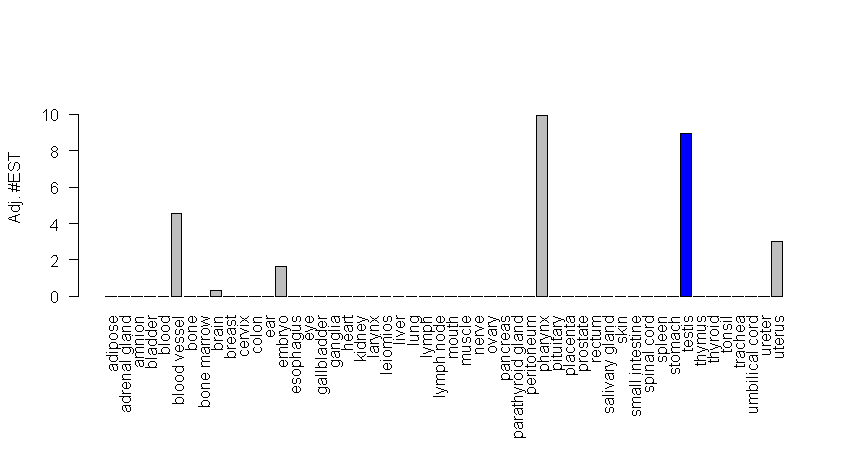 Adj. #EST
10
8
6
4
2
0
adipose
adrenal gland
amnion
bladder
blood
blood vessel
bone
bone marrow
brain
breast
cervix
colon
ear
embryo
esophagus
eye
gallbladder
ganglia
heart
kidney
larynx
leiomios
liver
lung
lymph
lymph node
mouth
muscle
nerve
ovary
pancreas
parathyroid gland
peritoneum
pharynx
pituitary
placenta
prostate
rectum
salivary gland
skin
small intestine
spinal cord
spleen
stomach
testis
thymus
thyroid
tonsil
trachea
umbilical cord
ureter
uterus